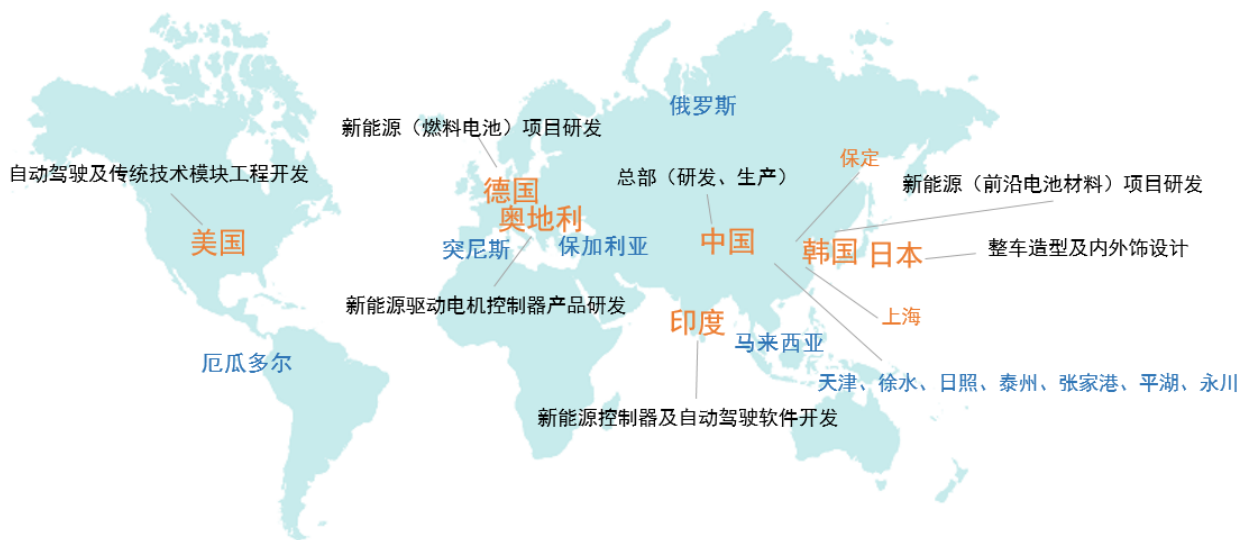 俄罗斯
新能源（燃料电池）项目研发
保定
自动驾驶及传统技术模块工程开发
总部（研发、生产）
新能源（前沿电池材料）项目研发
德国
奥地利
美国
突尼斯
保加利亚
中国
韩国
日本
整车造型及内外饰设计
新能源驱动电机控制器产品研发
印度
上海
马来西亚
厄瓜多尔
天津、徐水、日照、泰州、张家港、平湖、永川
新能源控制器及自动驾驶软件开发